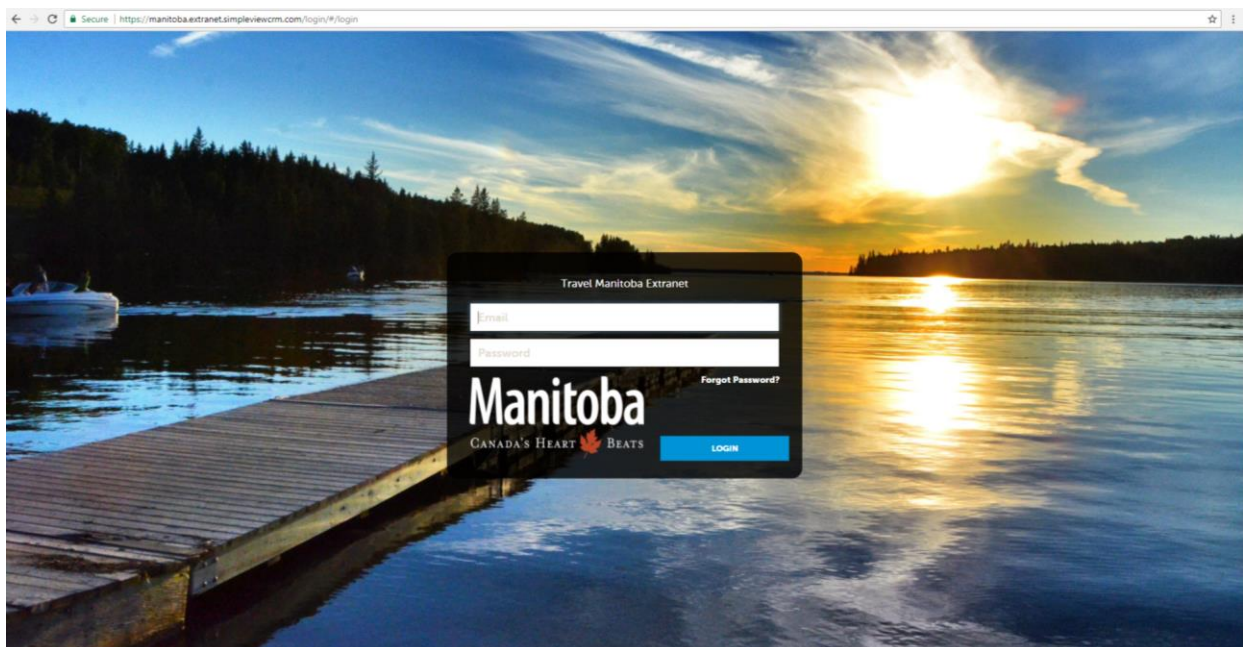 Secure | https://manitoba.extranet.simpleviewcrm.com/login/#/login
Travel Manitoba Extranet
Email
Password
Forgot Password?
Manitoba
CANADA'S HEART BEATS
LOGIN